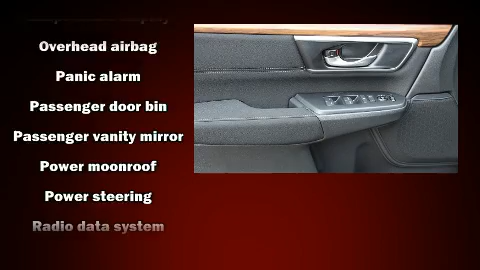 Overhead airbag
Panic alarm
Passenger door bin
Passenger vanity mirror
Power moonroof
Power steering
Radio data system